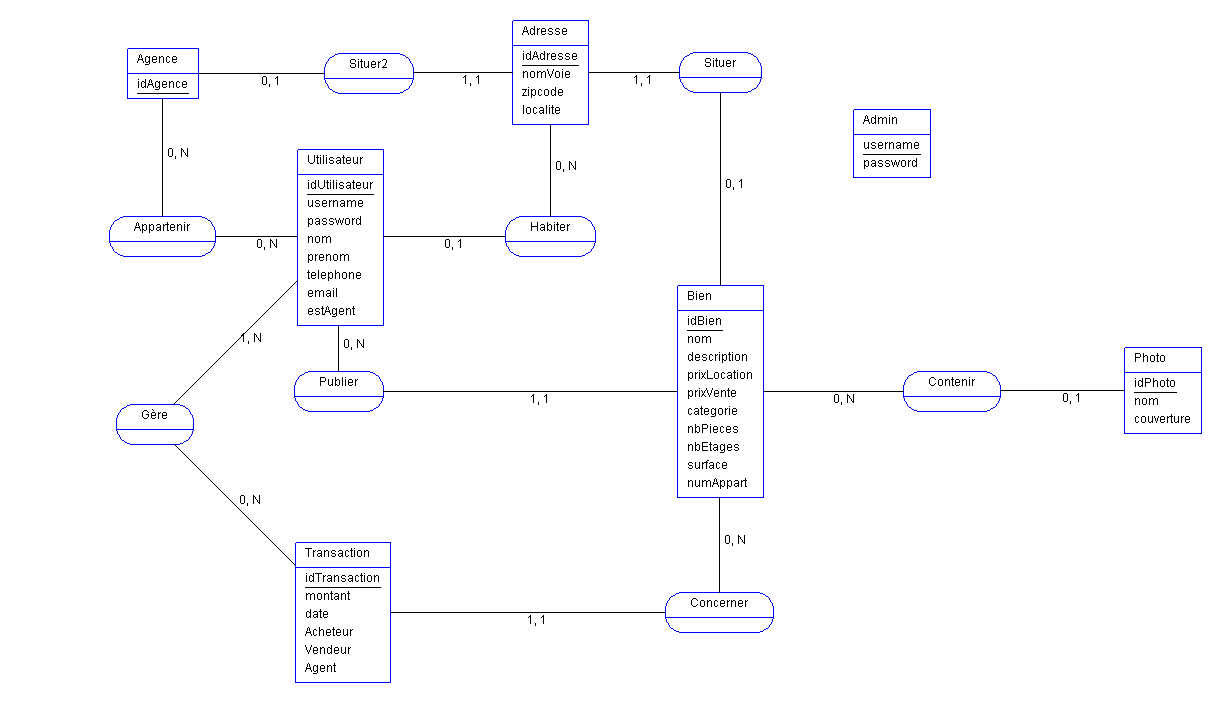 Agence
idAgence
0, 1
Situer2
1, 1
Adresse
idAdresse
nomVoie
zipcode
localite
1, 1
Situer
Admin
username
password
0, N
0, N
0, 1
Utilisateur
idUtilisateur
username
password
nom
prenom
telephone
email
estAgent
Appartenir
0, N
0, 1
Habiter
1, N
0, N
Publier
1, 1
Bien
idBien
nom
description
prixLocation
prixVente
categorie
nbPieces
nbEtages
surface
numAppart
0, N
Contenir
0, 1
Photo
idPhoto
nom
couverture
Gère
0, N
0, N
Transaction
idTransaction
montant
date
Acheteur
Vendeur
Agent
1, 1
Concerner